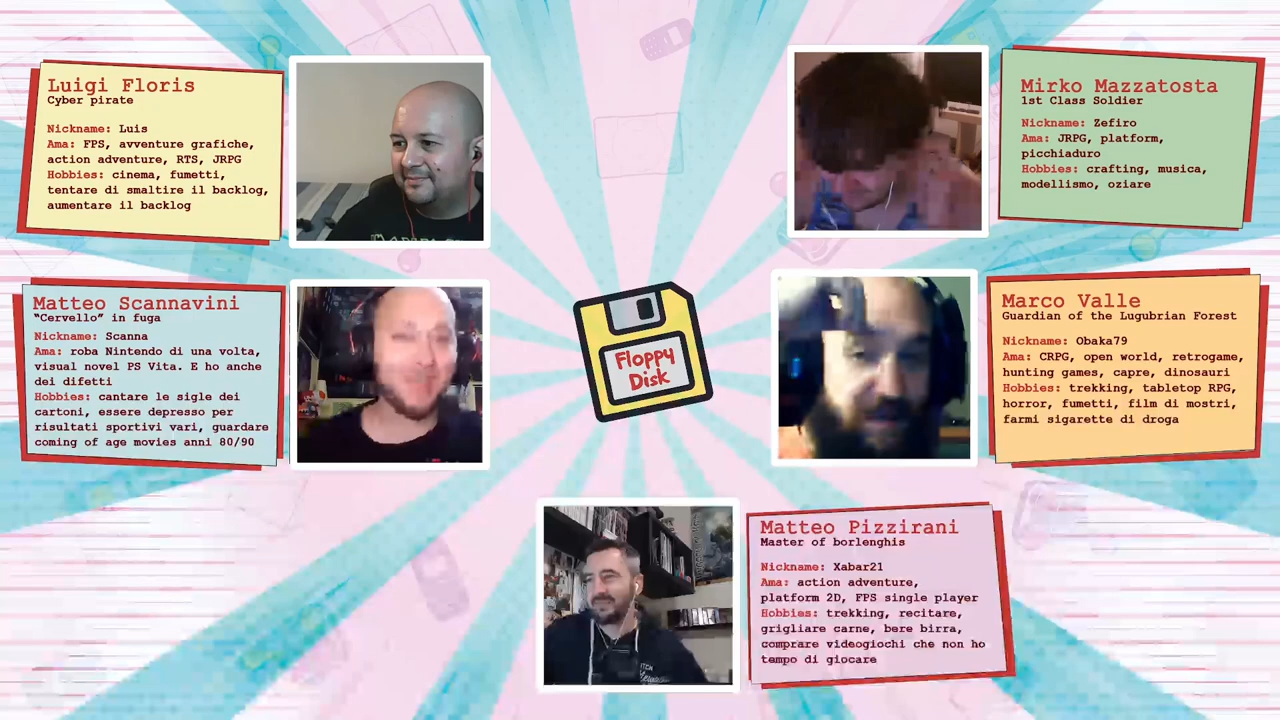 Luigi Floris
Cyber pirate
Nickname: Luis
Ama: FPS, avventure grafiche,
action adventure, RTS, JRPG
Hobbies: cinema, fumetti,
tentare di smaltire il backlog,
aumentare il backlog
Mirko Mazzatosta
1st Class Soldier
Nickname: Zefiro
Ama: JRPG, platform,
picchiaduro
Hobbies: crafting, musica,
modellismo, oziare
Matteo Scannavini
"Cervello" in fuga
Nickname: Scanna
Ama: roba Nintendo di una volta,
visual novel PS Vita. E ho anche
dei difetti
Hobbies: cantare le sigle dei
cartoni, essere depresso per
risultati sportivi vari, guardare
coming of age movies anni 80/90
Floppy
Disk
Marco Valle
Guardian of the Lugubrian Forest
Nickname: Obaka79
Ama: CRPG, open world, retrogame,
hunting games, capre, dinosauri
Hobbies: trekking, tabletop RPG,
horror, fumetti, film di mostri,
farmi sigarette di droga
Matteo Pizzirani
Master of borlenghis
Nickname: Xabar21
Ama: action adventure,
platform 2D, FPS single player
Hobbies: trekking, recitare,
grigliare carne, bere birra,
comprare videogiochi che non ho
tempo di giocare